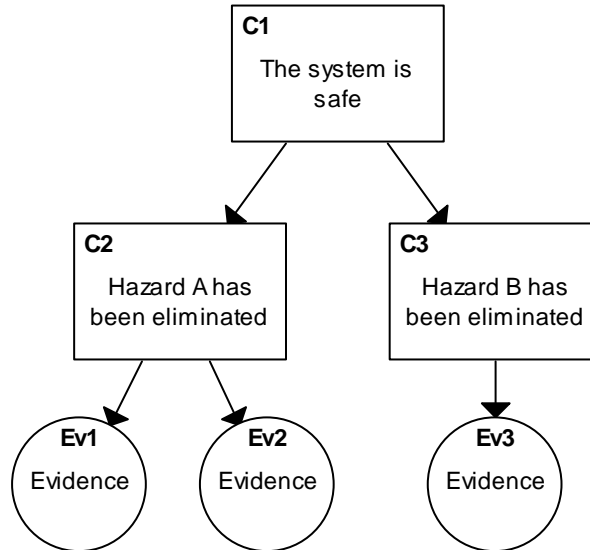 C1
The system is
safe
C2
Hazard A has
been eliminated
C3
Hazard B has
been eliminated
Ev1
Evidence
Ev2
Evidence
Ev3
Evidence